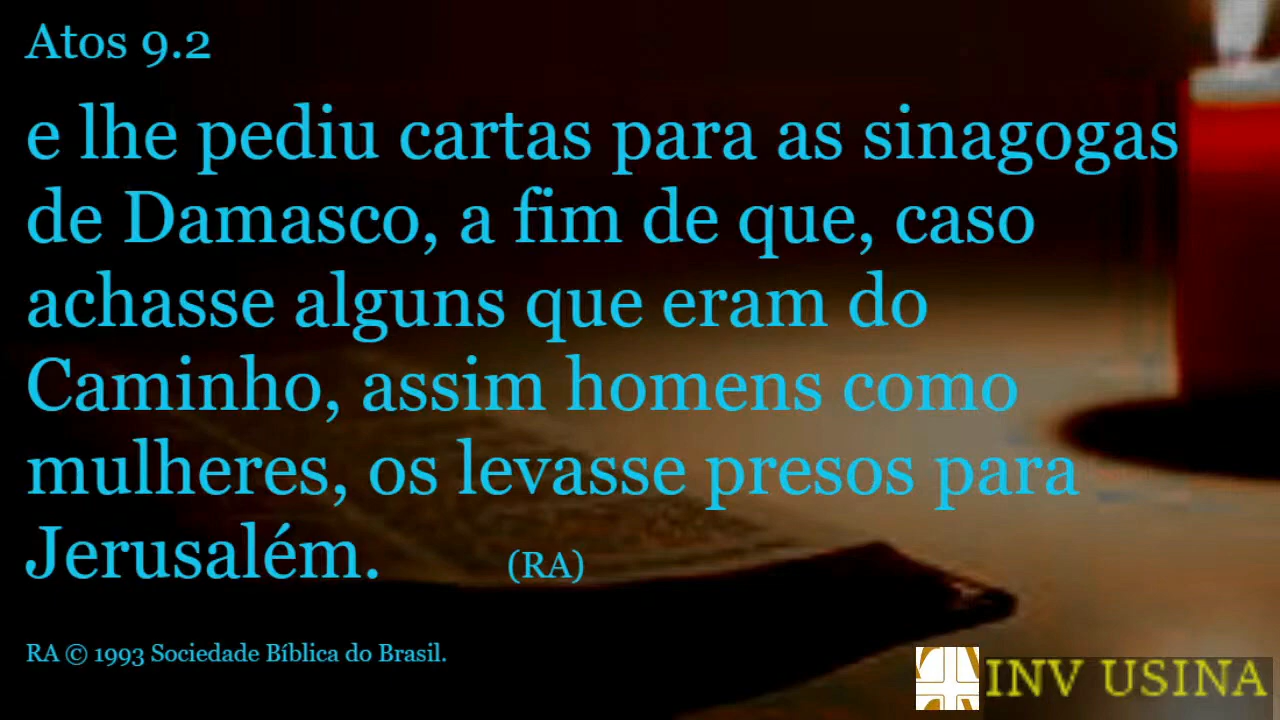 Atos 9.2
e lhe pediu cartas para as sinagogas
de Damasco, a fim de que, caso
achasse alguns que eram do
Caminho, assim homens como
mulheres, os levasse presos para
Jerusalém. (RA)
RA © 1993 Sociedade Bíblica do Brasil.
INV USINA